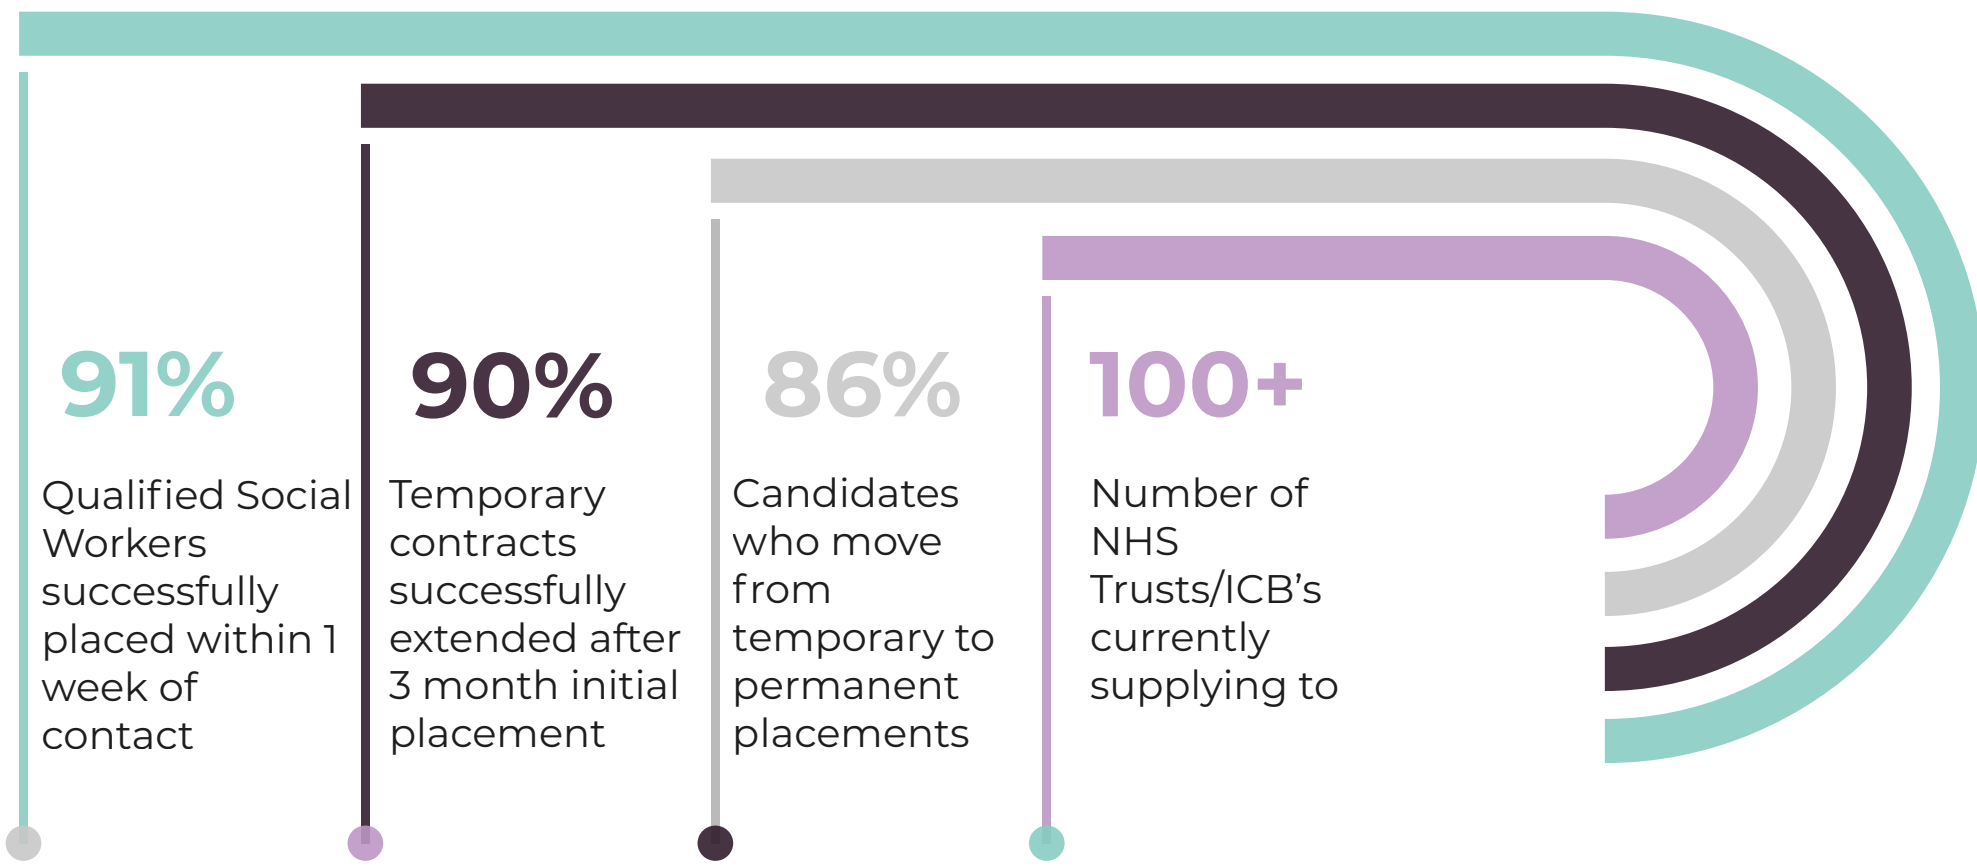 91%
Qualified Social
Workers
successfully
placed within 1
week of
contact
90%
Temporary
contracts
successfully
extended after
3 month initial
placement
86%
Candidates
who move
from
temporary to
permanent
placements
100+
Number of
NHS
Trusts/ICB’s
currently
supplying to